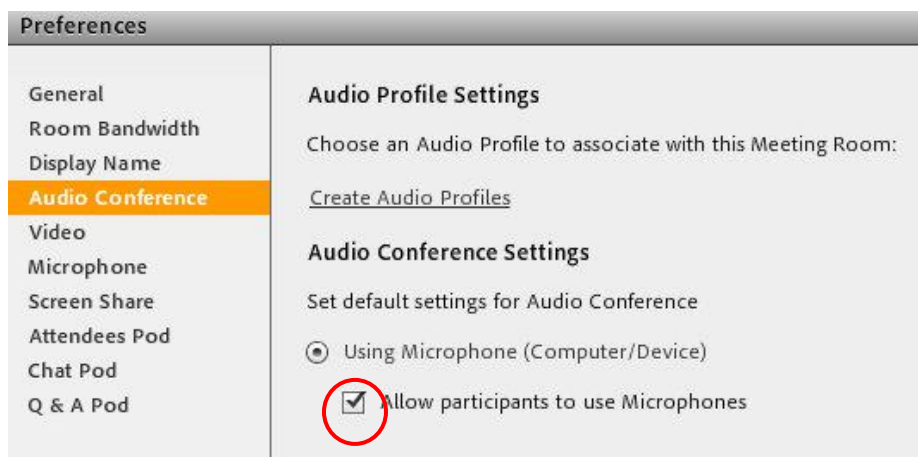 Preferences
General
Room Bandwidth
Display Name
Audio Conference
Video
Microphone
Screen Share
Attendees Pod
Chat Pod
Q & A Pod
Audio Profile Settings
Choose an Audio Profile to associate with this Meeting Room:
Create Audio Profiles
Audio Conference Settings
Set default settings for Audio Conference
Using Microphone (Computer/Device)
Allow participants to use Microphones